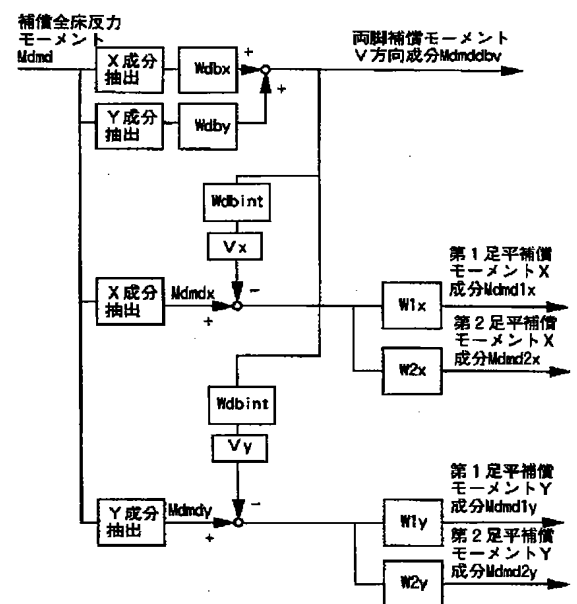 補償全床反力
モーメント
Mdmd
X成分
抽出
Wdbx
+
+
両脚補償モーメント
V方向成分Mdmddbv
Y成分
抽出
Wdby
Wdbint
Vx
X成分
抽出
Mdmdx
+
-
W1x
第1足平補償
モーメントX
成分Mdmd1x
第2足平補償
モーメントX
成分Mdmd2x
W2x
Wdbint
Vy
Y成分
抽出
Mdmdy
+
-
W1y
第1足平補償
モーメントY
成分Mdmd1y
第2足平補償
モーメントY
成分Mdmd2y
W2y